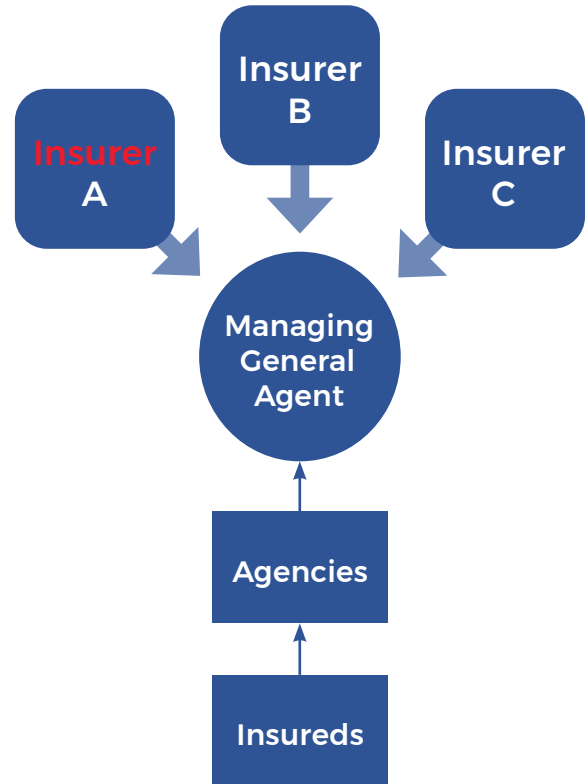 Insurer
A
Insurer
B
Insurer
C
Managing
General
Agent
Agencies
Insureds